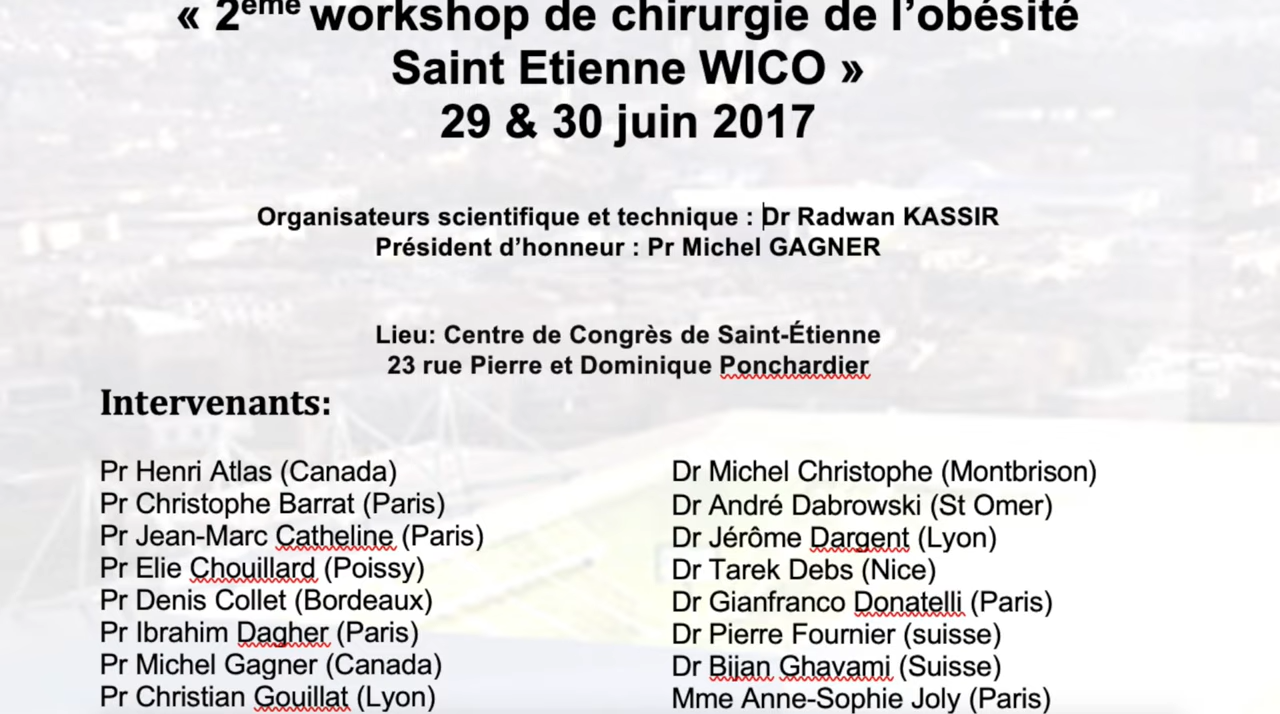 « 2ème workshop de chirurgie de l’obésité
Saint Etienne WICO »
29 & 30 juin 2017
Organisateurs scientifique et technique : Dr Radwan KASSIR
Président d’honneur : Pr Michel GAGNER
Lieu: Centre de Congrès de Saint-Étienne
23 rue Pierre et Dominique Ponchardier
Intervenants:
Pr Henri Atlas (Canada)
Pr Christophe Barrat (Paris)
Pr Jean-Marc Catheline (Paris)
Pr Elie Chouillard (Poissy)
Pr Denis Collet (Bordeaux)
Pr Ibrahim Dagher (Paris)
Pr Michel Gagner (Canada)
Pr Christian Gouillat (Lyon)
Dr Michel Christophe (Montbrison)
Dr André Dabrowski (St Omer)
Dr Jérôme Dargent (Lyon)
Dr Tarek Debs (Nice)
Dr Gianfranco Donatelli (Paris)
Dr Pierre Fournier (suisse)
Dr Bijan Ghavami (Suisse)
Mme Anne-Sophie Joly (Paris)